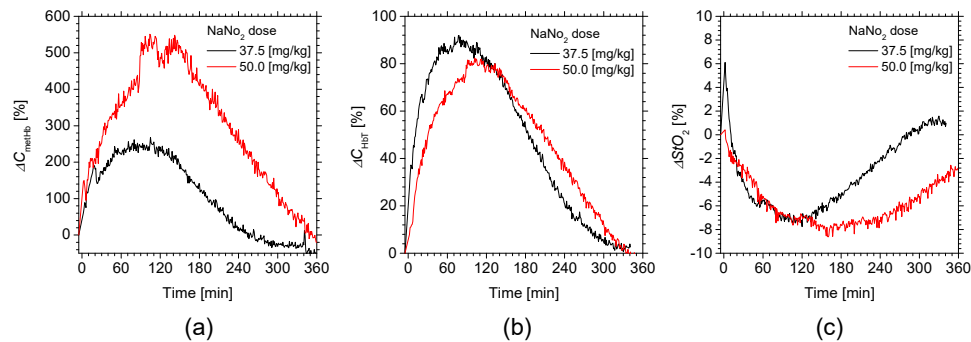 600
500
400
300
200
100
0
ΔC_metHb [%]
NaNo₂ dose
37.5 [mg/kg]
50.0 [mg/kg]
0 60 120 180 240 300 360
Time [min]
(a)
100
80
60
40
20
0
ΔC_HbT [%]
NaNo₂ dose
37.5 [mg/kg]
50.0 [mg/kg]
0 60 120 180 240 300 360
Time [min]
(b)
10
8
6
4
2
0
-2
-4
-6
-8
-10
ΔStO₂ [%]
NaNo₂ dose
37.5 [mg/kg]
50.0 [mg/kg]
0 60 120 180 240 300 360
Time [min]
(c)